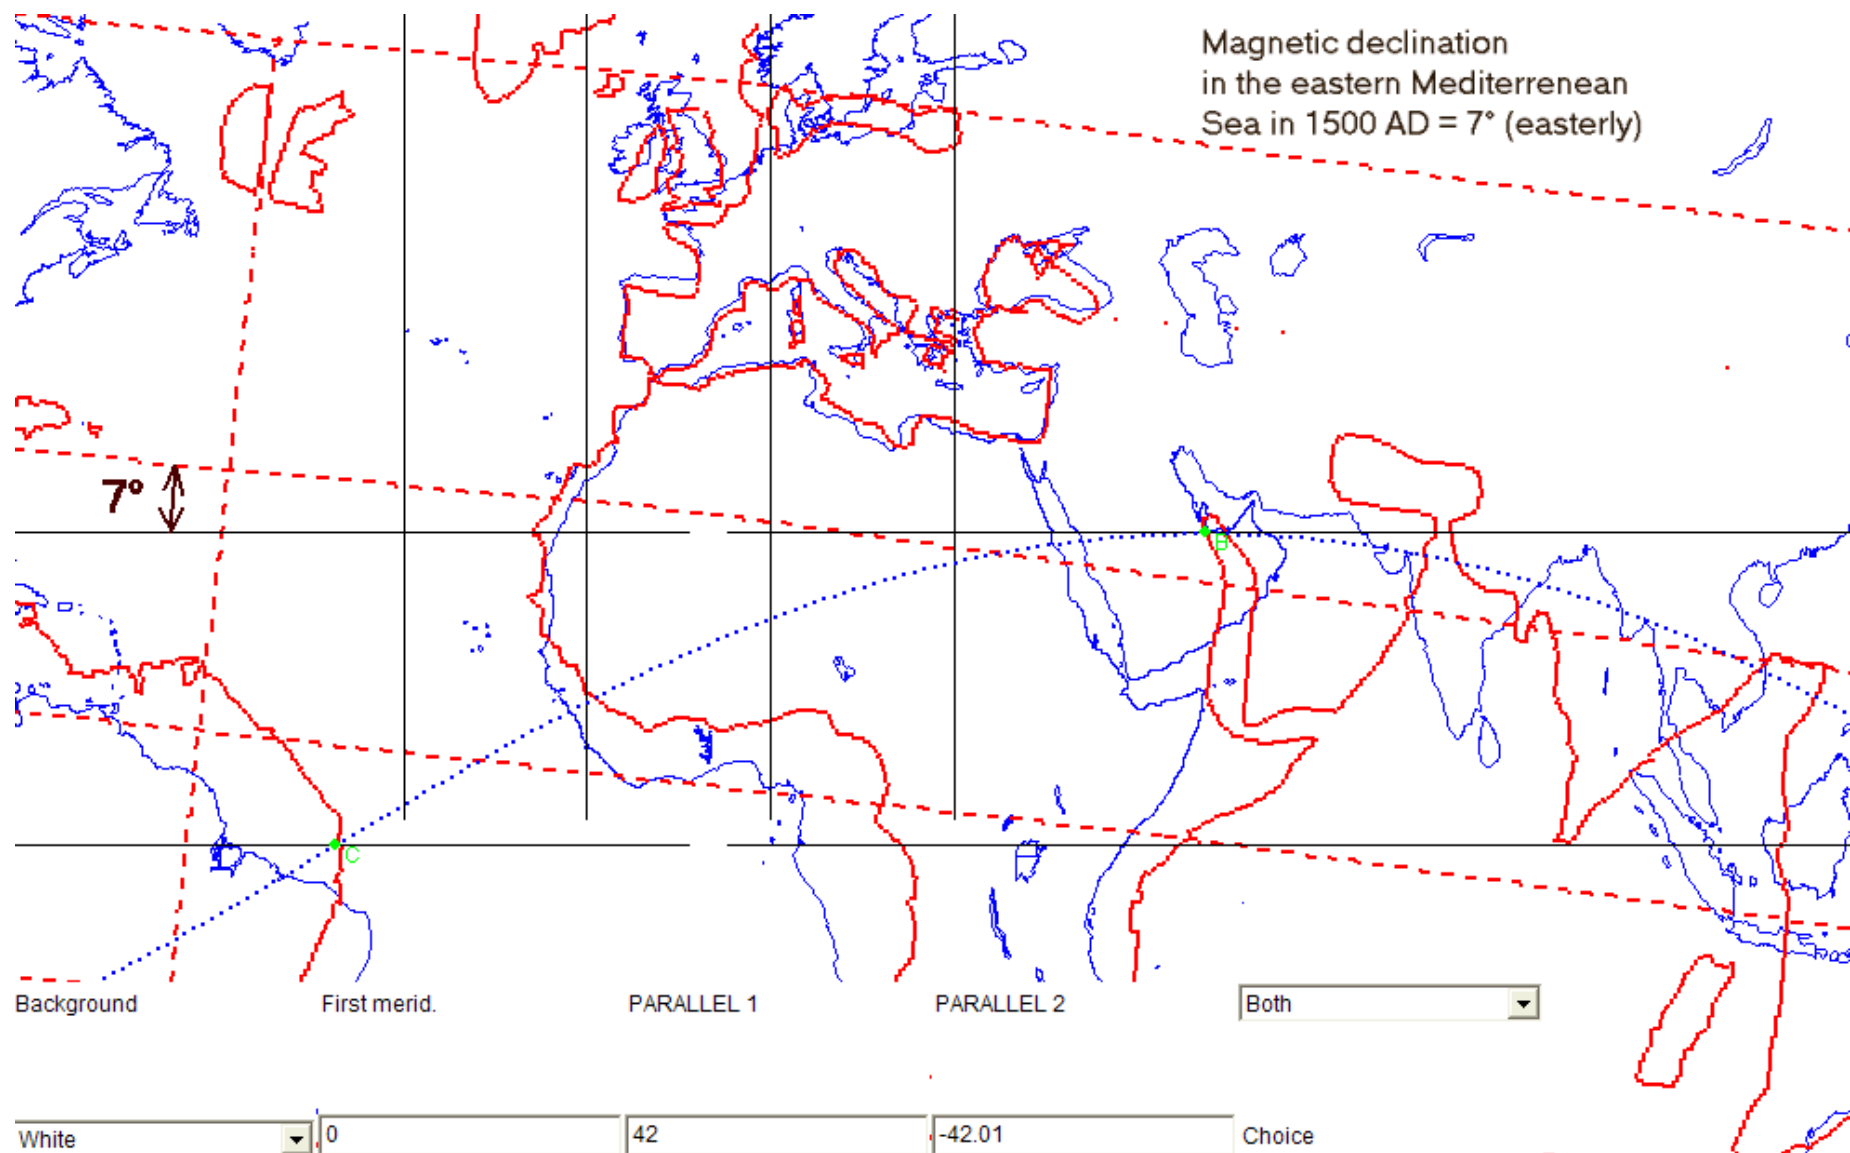 Magnetic declination
in the eastern Mediterrenean
Sea in 1500 AD = 7° (easterly)
7°
B
C
Background First merid. PARALLEL 1 PARALLEL 2 Both
White 0 42 -42.01 Choice